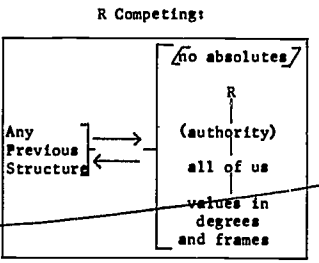 R Competing:
[no absolutes]
R
(authority)
Any
Previous
Structure
all of us
values in
degrees
and frames